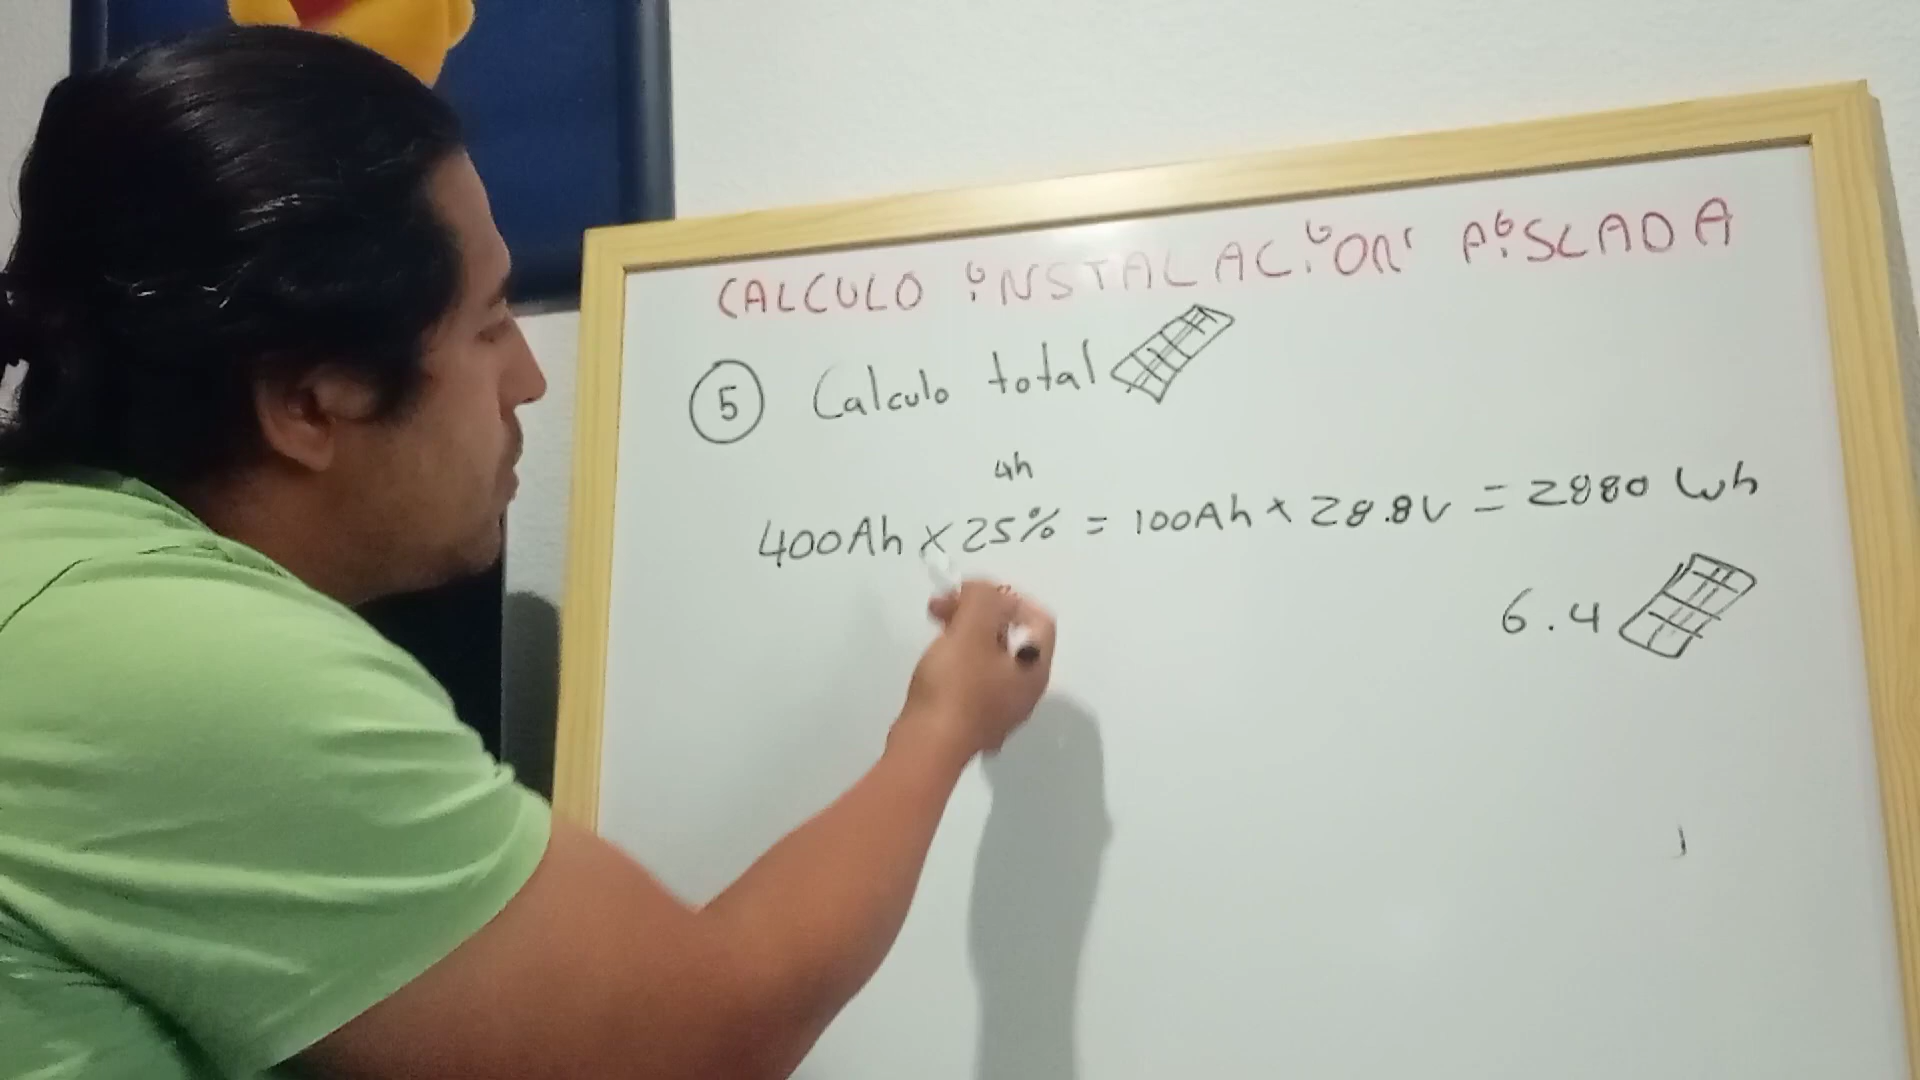 CALCULO INSTALACION AISLADA
5 Calculo total
4h
400Ah x 25% = 100Ah x 28.8V = 2880 Wh
6.4